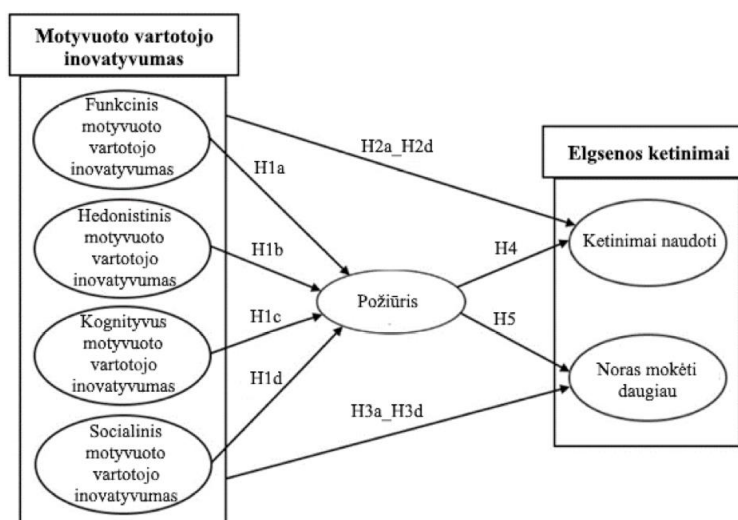 Motyvuoto vartotojo
inovatyvumas
Funkcinis
motyvuoto
vartotojo
inovatyvumas
Hedonistinis
motyvuoto
vartotojo
inovatyvumas
Kognityvus
motyvuoto
vartotojo
inovatyvumas
Socialinis
motyvuoto
vartotojo
inovatyvumas
H1a
H1b
H1c
H1d
H2a_H2d
H3a_H3d
Požiūris
H4
H5
Elgsenos ketinimai
Ketinimai naudoti
Noras mokėti
daugiau